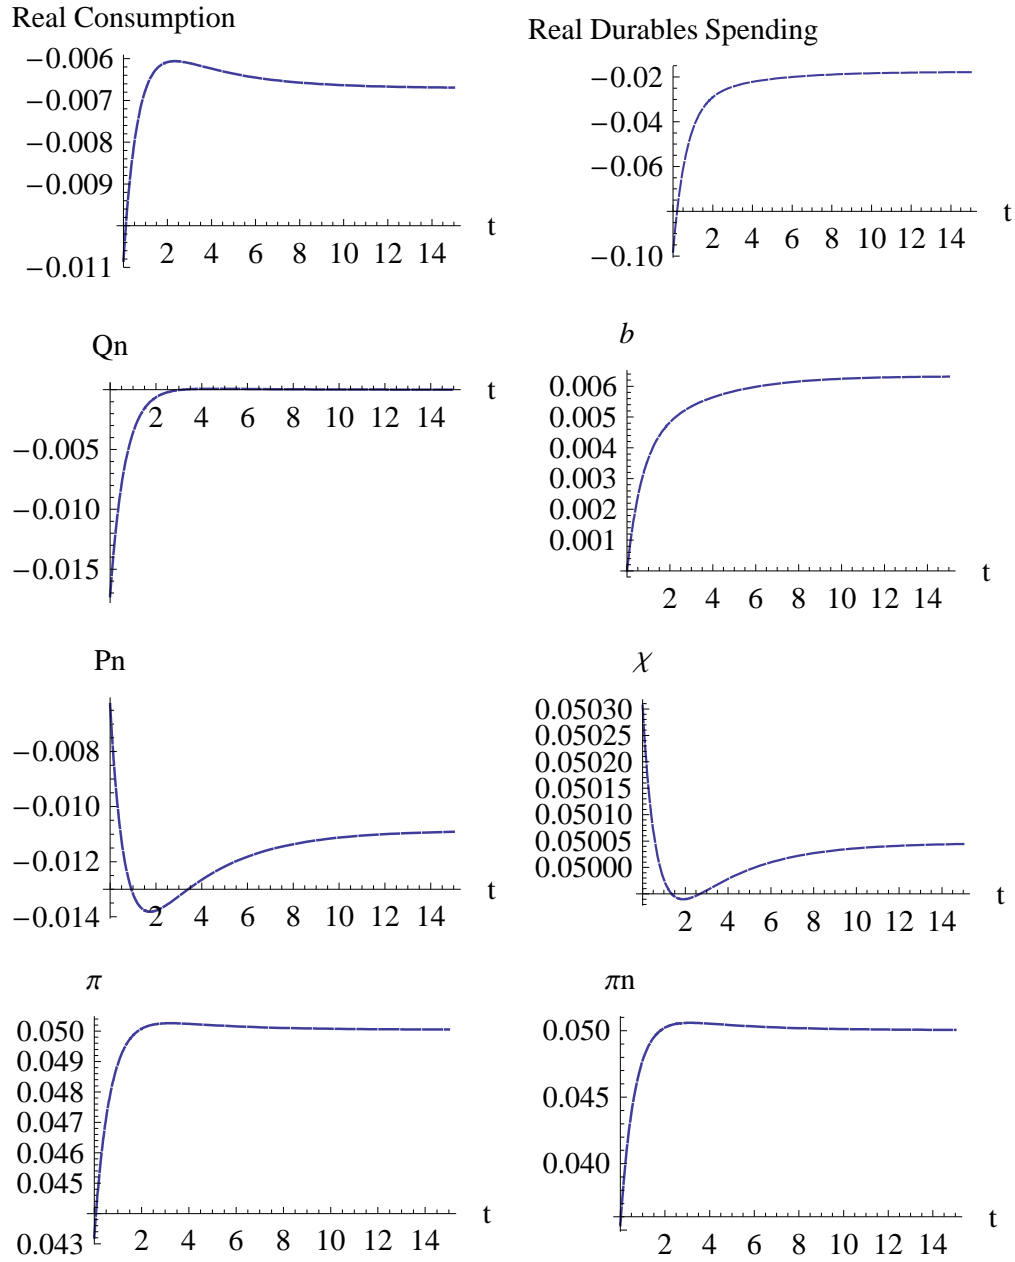 Real Consumption
−0.006
−0.007
−0.008
−0.009
−0.011
2 4 6 8 10 12 14
t
Real Durables Spending
−0.02
−0.04
−0.06
−0.10
2 4 6 8 10 12 14
t
Qn
−0.005
−0.010
−0.015
2 4 6 8 10 12 14
t
b
0.006
0.005
0.004
0.003
0.002
0.001
2 4 6 8 10 12 14
t
Pn
−0.008
−0.010
−0.012
−0.014
2 4 6 8 10 12 14
t
χ
0.05030
0.05025
0.05020
0.05015
0.05010
0.05005
0.05000
2 4 6 8 10 12 14
t
π
0.050
0.049
0.048
0.047
0.046
0.045
0.043
2 4 6 8 10 12 14
t
πn
0.050
0.045
0.040
2 4 6 8 10 12 14
t